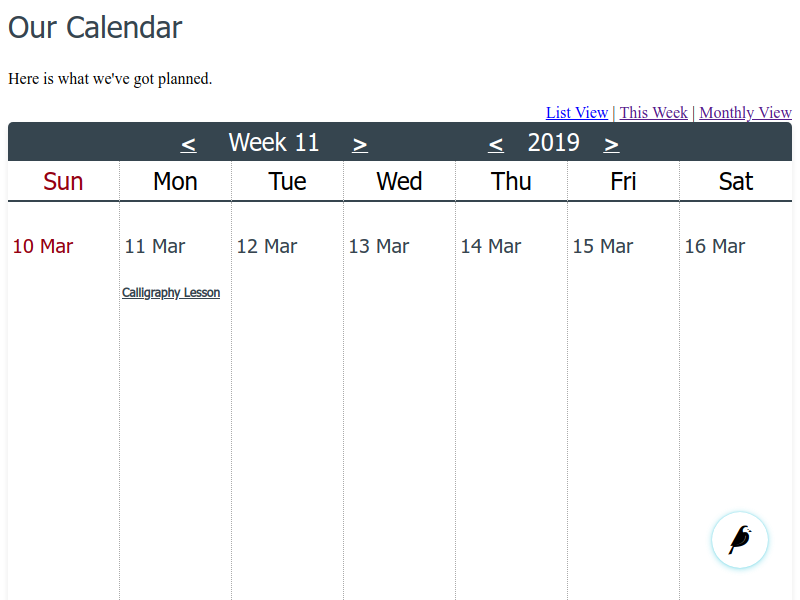 Our Calendar
Here is what we've got planned.
List View | This Week | Monthly View
< Week 11 > < 2019 >
Sun Mon Tue Wed Thu Fri Sat
10 Mar 11 Mar 12 Mar 13 Mar 14 Mar 15 Mar 16 Mar
Calligraphy Lesson